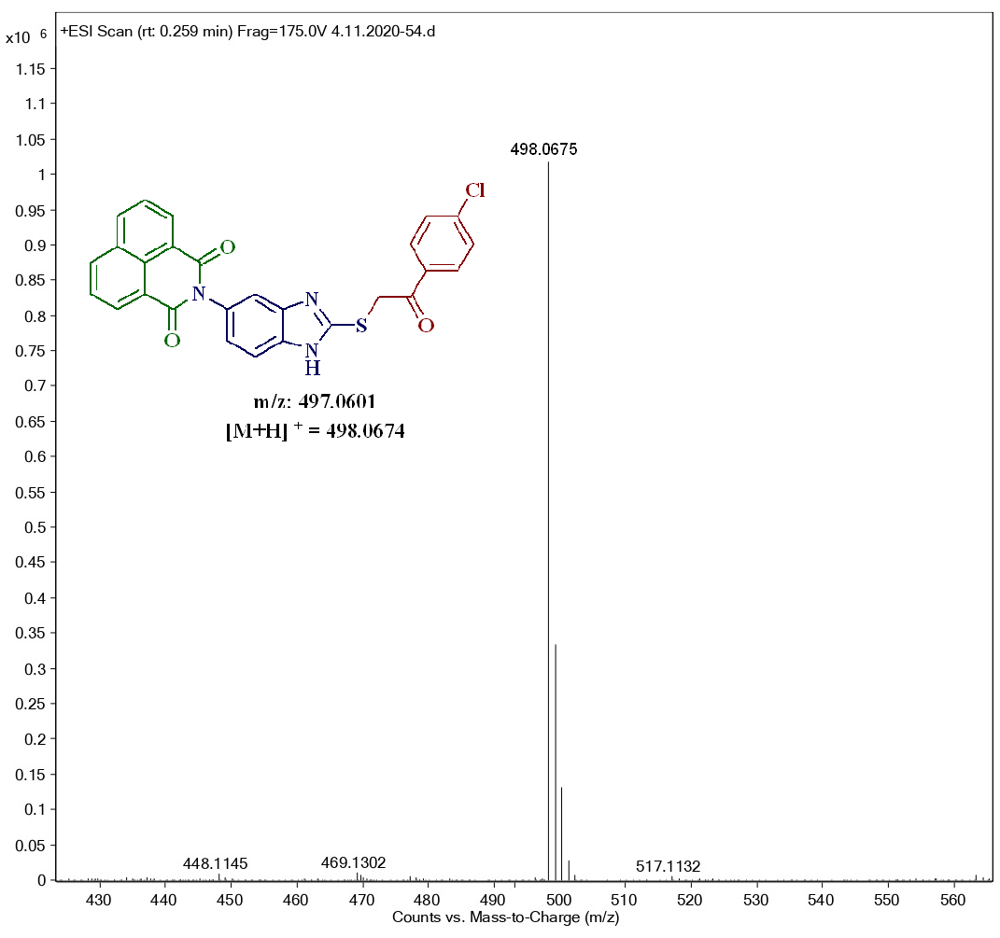 x10 6
+ESI Scan (rt: 0.259 min) Frag=175.0V 4.11.2020-54.d
1.15
1.1
1.05
1
0.95
0.9
0.85
0.8
0.75
0.7
0.65
0.6
0.55
0.5
0.45
0.4
0.35
0.3
0.25
0.2
0.15
0.1
0.05
0
498.0675
Cl
O
N
N
O
S
O
N
H
m/z: 497.0601
[M+H] + = 498.0674
448.1145
469.1302
517.1132
430 440 450 460 470 480 490 500 510 520 530 540 550 560
Counts vs. Mass-to-Charge (m/z)